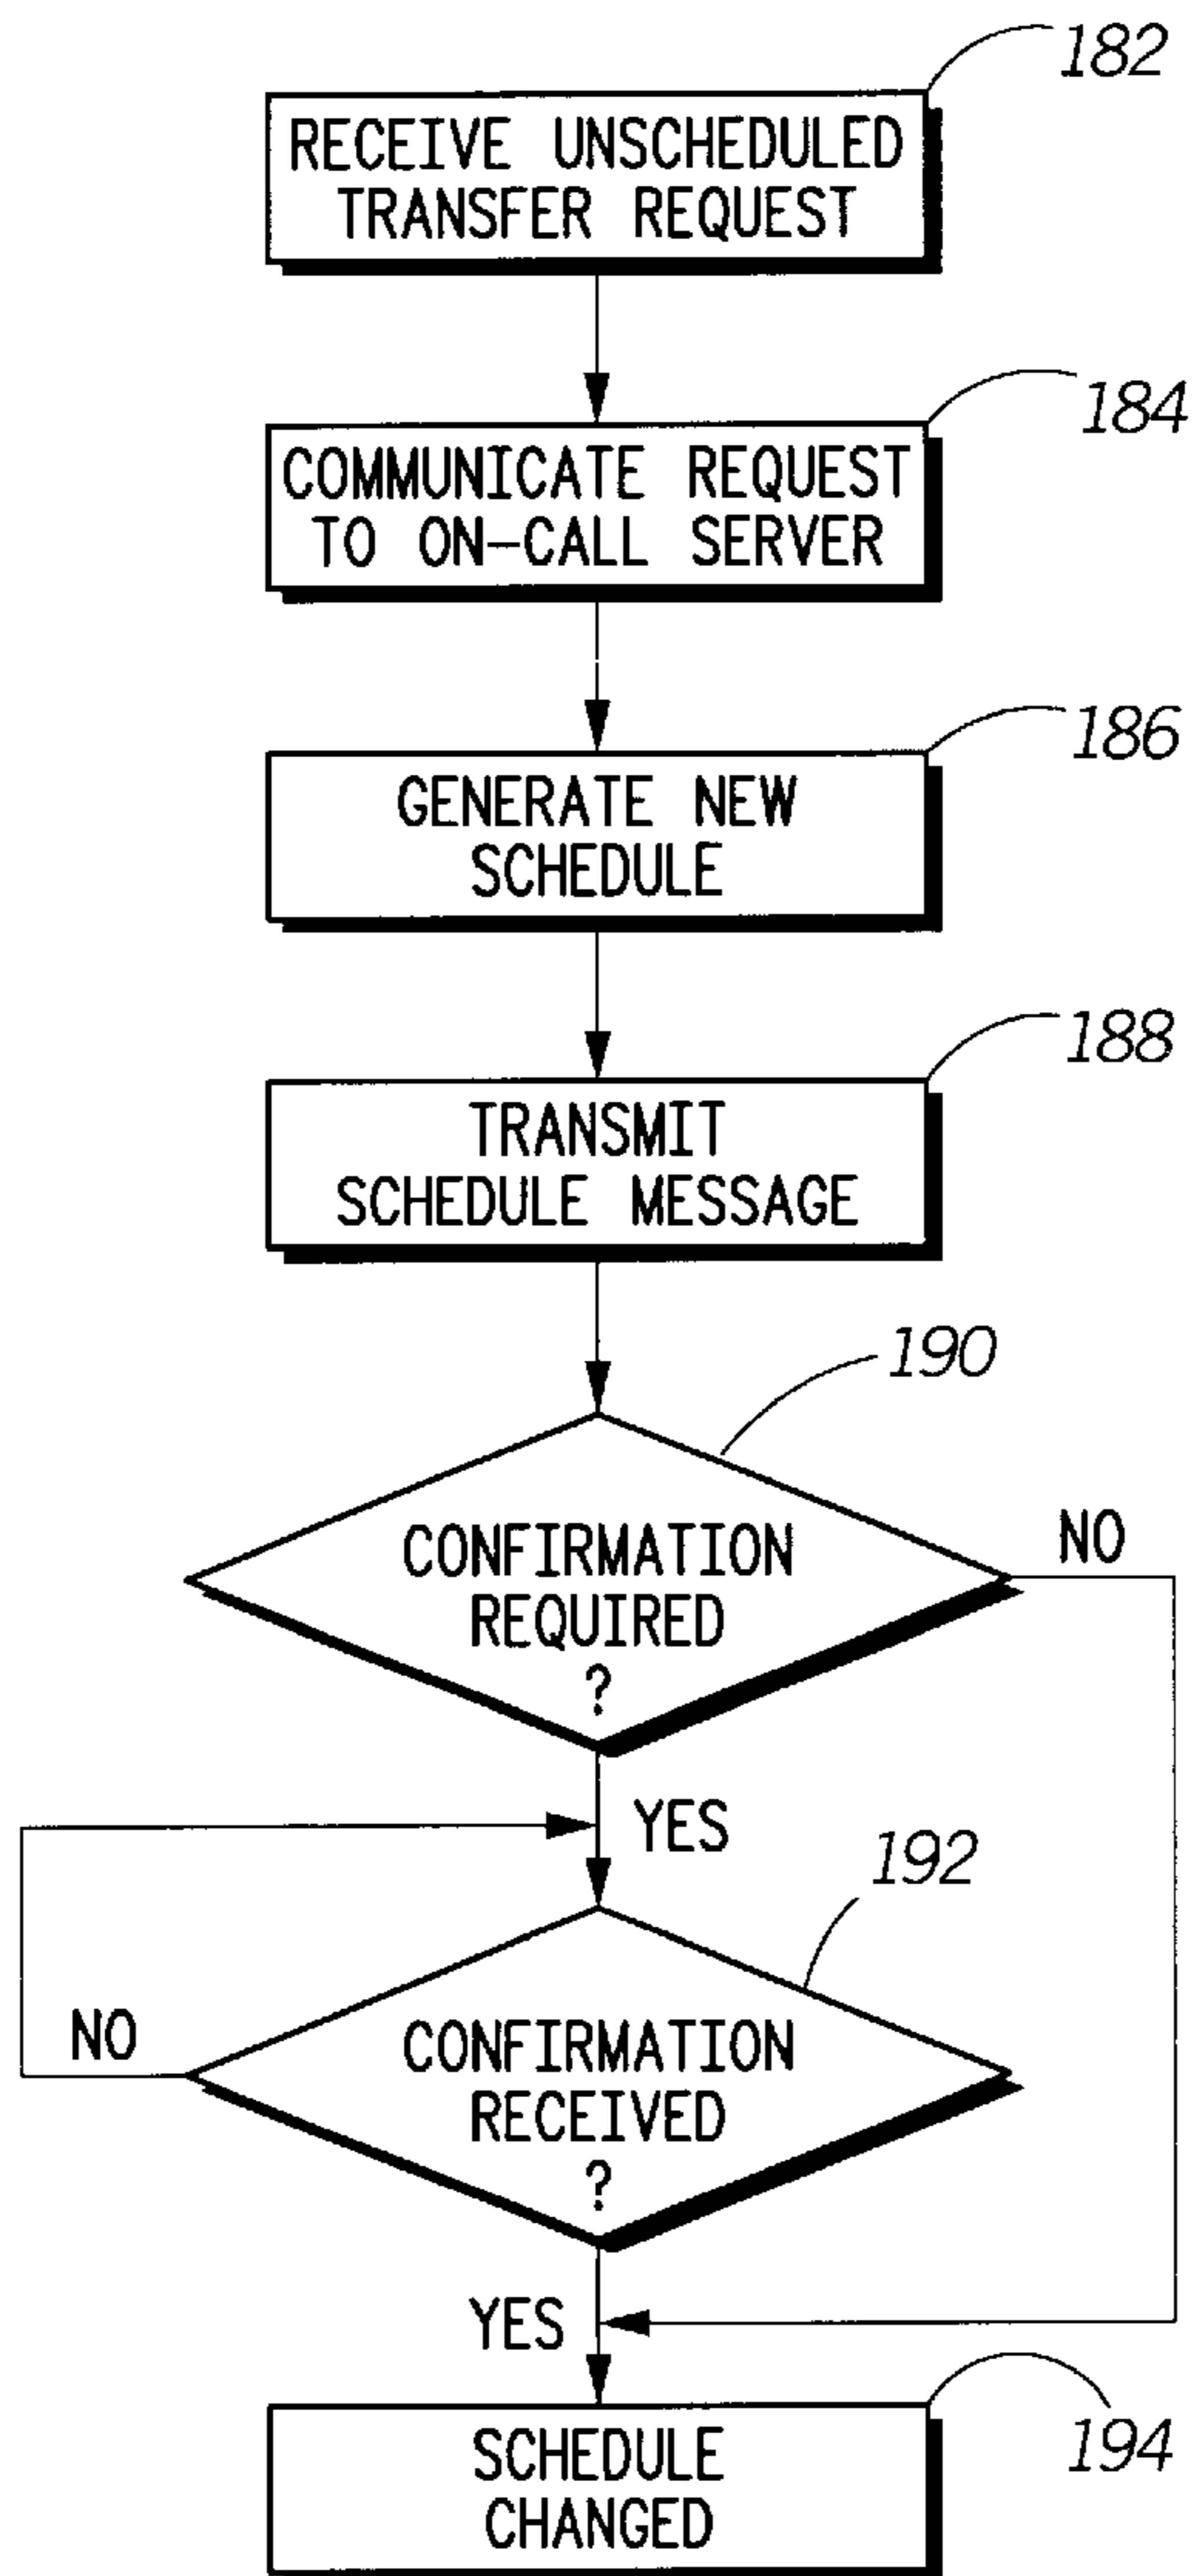 182
RECEIVE UNSCHEDULED
TRANSFER REQUEST
184
COMMUNICATE REQUEST
TO ON-CALL SERVER
186
GENERATE NEW
SCHEDULE
188
TRANSMIT
SCHEDULE MESSAGE
190
CONFIRMATION
REQUIRED
?
NO
YES
192
CONFIRMATION
RECEIVED
?
NO
YES
194
SCHEDULE
CHANGED